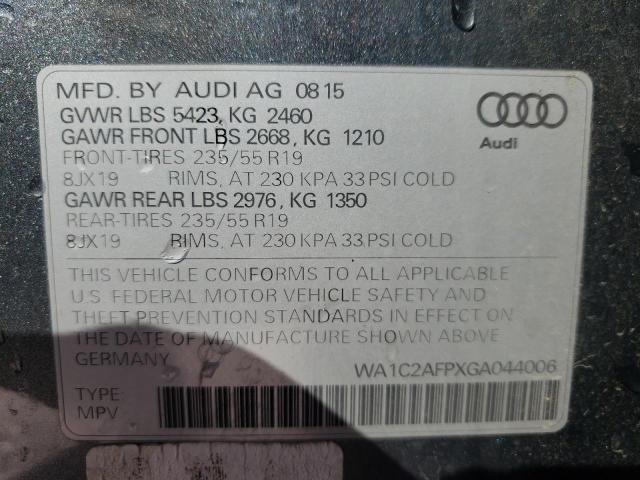 MFD. BY AUDI AG 08 15
GVWR LBS 5423, KG 2460
GAWR FRONT LBS 2668, KG 1210
FRONT-TIRES 235/55 R19
8JX19 RIMS, AT 230 KPA 33 PSI COLD
GAWR REAR LBS 2976, KG 1350
REAR-TIRES 235/55 R19
8JX19 RIMS, AT 230 KPA 33 PSI COLD
Audi
THIS VEHICLE CONFORMS TO ALL APPLICABLE
U.S. FEDERAL MOTOR VEHICLE SAFETY AND
THEFT PREVENTION STANDARDS IN EFFECT ON
THE DATE OF MANUFACTURE SHOWN ABOVE
GERMANY
WA1C2AFPXGA044006
TYPE:
MPV